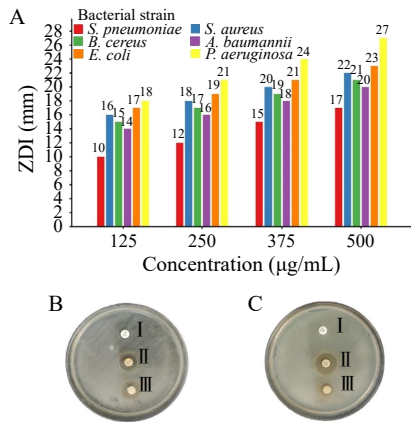 A
Bacterial strain
S. pneumoniae
S. aureus
B. cereus
A. baumannii
E. coli
P. aeruginosa
ZDI (mm)
28
26
24
22
20
18
16
14
12
10
8
6
4
2
0
10 16 15 14 17 18
12 18 17 16 19 21
15 20 19 18 21 24
17 22 21 20 23 27
125 250 375 500
Concentration (μg/mL)
B
I
II
III
C
I
II
III